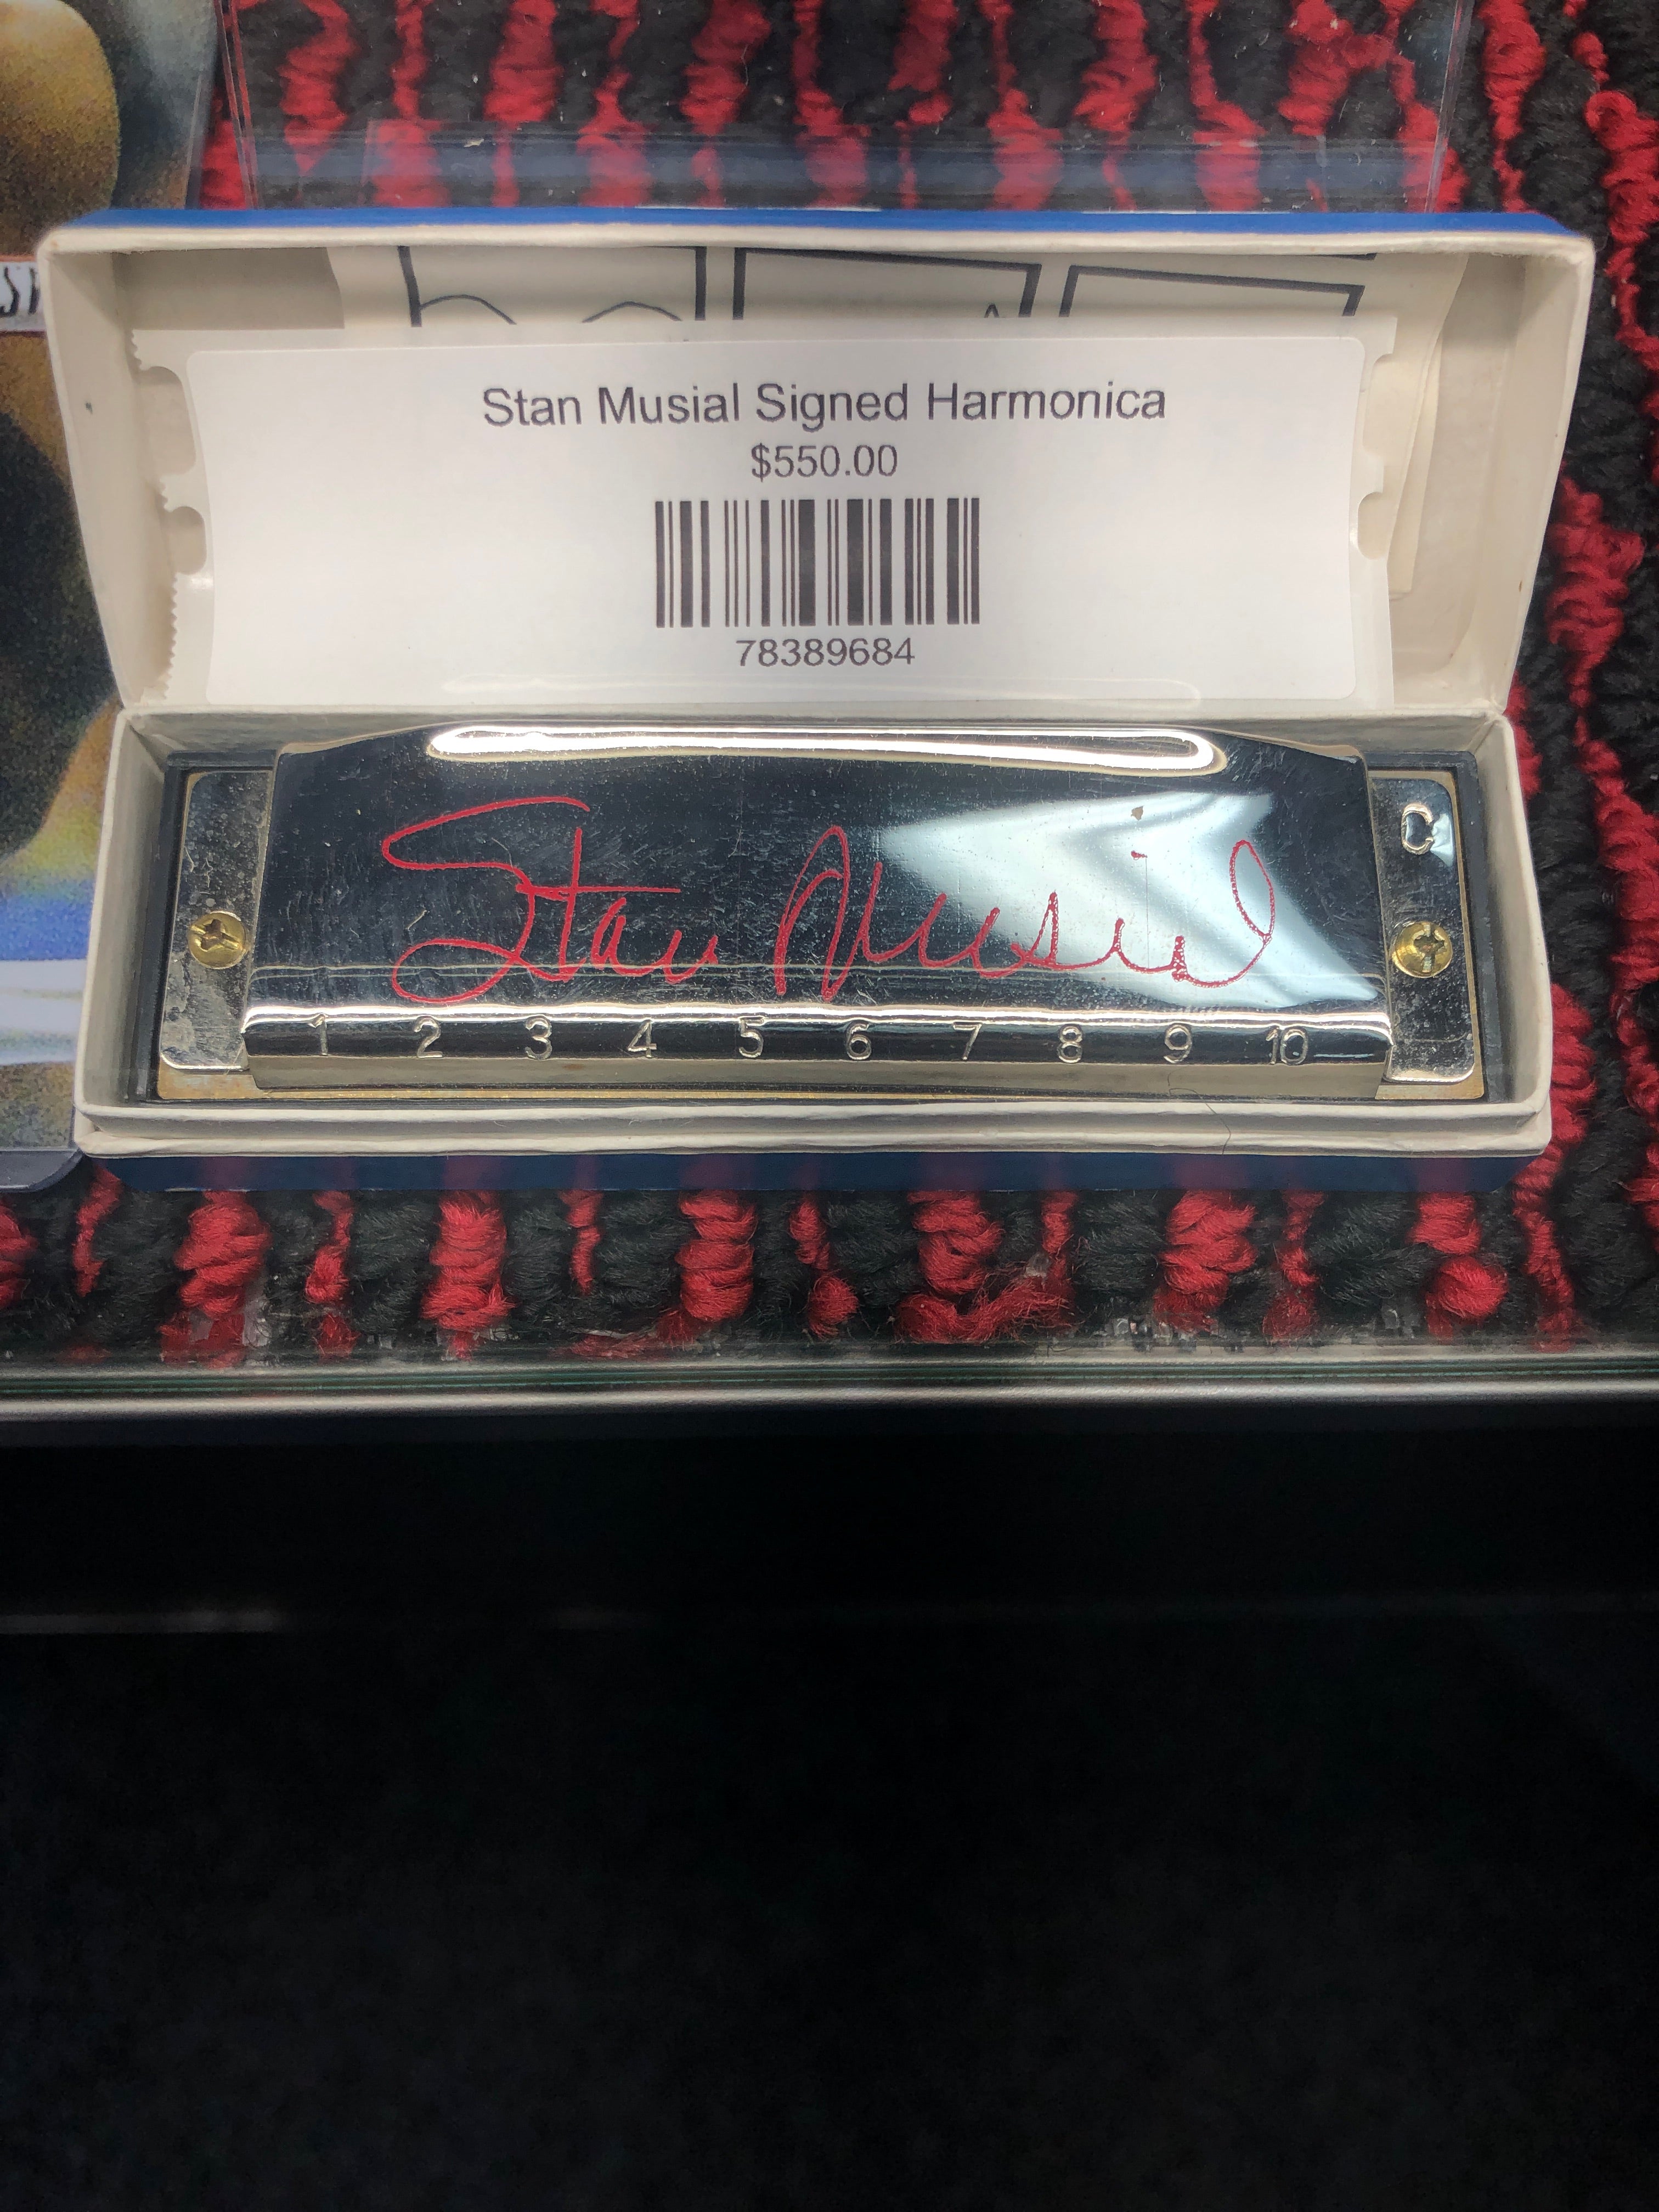 Stan Musial Signed Harmonica
$550.00
78389684
C
Stan Musial
1 2 3 4 5 6 7 8 9 10